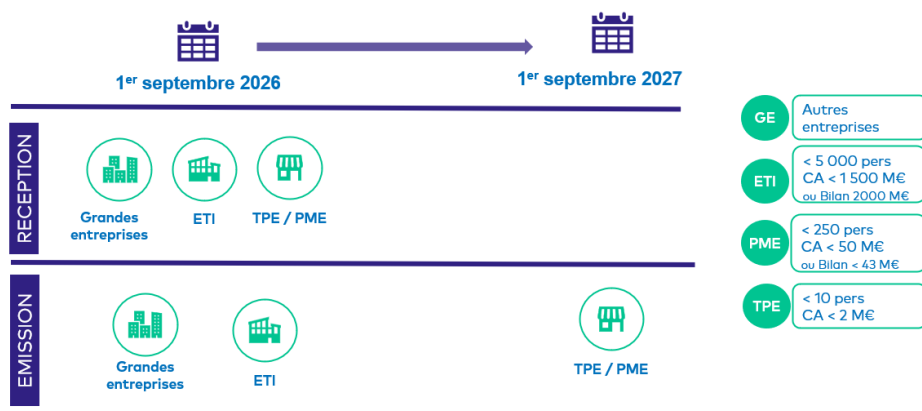 1er septembre 2026
1er septembre 2027
RECEPTION
Grandes
entreprises
ETI
TPE / PME
EMISSION
Grandes
entreprises
ETI
TPE / PME
GE
Autres
entreprises
ETI
< 5 000 pers
CA < 1 500 M€
ou Bilan 2000 M€
PME
< 250 pers
CA < 50 M€
ou Bilan < 43 M€
TPE
< 10 pers
CA < 2 M€